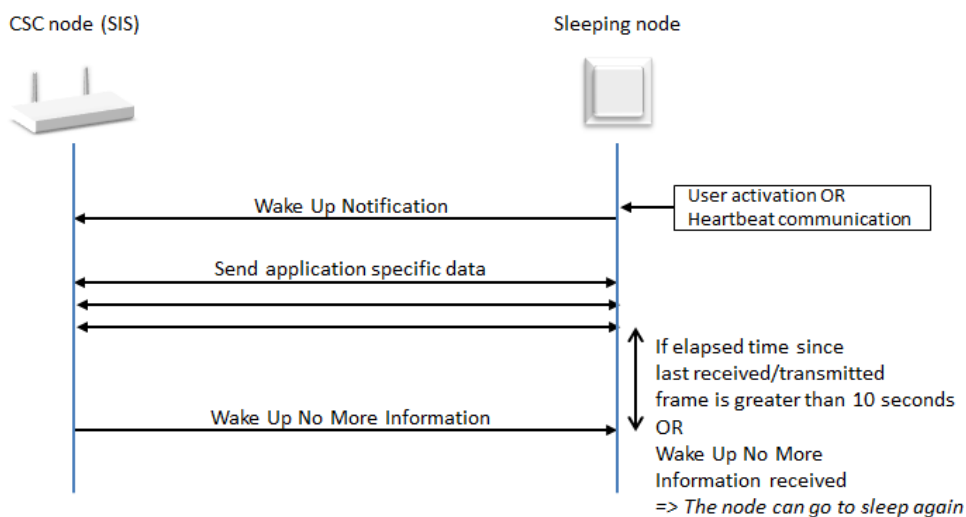 CSC node (SIS)
Sleeping node
User activation OR
Heartbeat communication
Wake Up Notification
Send application specific data
If elapsed time since
last received/transmitted
frame is greater than 10 seconds
OR
Wake Up No More
Information received
=> The node can go to sleep again
Wake Up No More Information